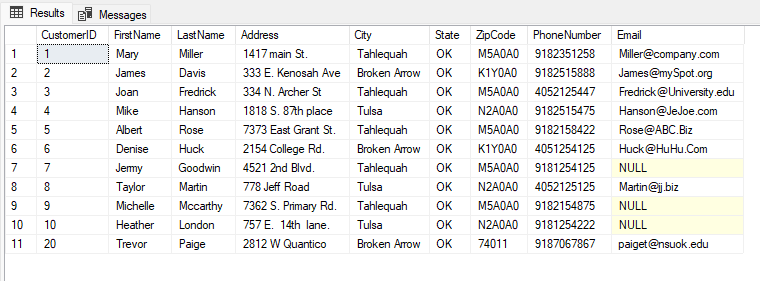 Results Messages
CustomerID FirstName LastName Address City State ZipCode PhoneNumber Email
1 1 Mary Miller 1417 main St. Tahlequah OK M5A0A0 9182351258 Miller@company.com
2 2 James Davis 333 E. Kenosah Ave Broken Arrow OK K1Y0A0 9182515888 James@mySpot.org
3 3 Joan Fredrick 334 N. Archer St Tahlequah OK M5A0A0 4052125447 Fredrick@University.edu
4 4 Mike Hanson 1818 S. 87th place Tulsa OK N2A0A0 9182515475 Hanson@JeJoe.com
5 5 Albert Rose 7373 East Grant St. Tahlequah OK M5A0A0 9182158422 Rose@ABC.Biz
6 6 Denise Huck 2154 College Rd. Broken Arrow OK K1Y0A0 4051254125 Huck@HuHu.Com
7 7 Jermy Goodwin 4521 2nd Blvd. Tahlequah OK M5A0A0 9181254125 NULL
8 8 Taylor Martin 778 Jeff Road Tulsa OK N2A0A0 4052125125 Martin@jj.biz
9 9 Michelle Mccarthy 7362 S. Primary Rd. Tahlequah OK M5A0A0 9182154875 NULL
10 10 Heather London 757 E. 14th lane. Tulsa OK N2A0A0 9181254222 NULL
11 20 Trevor Paige 2812 W Quantico Broken Arrow OK 74011 9187067867 paiget@nsuok.edu